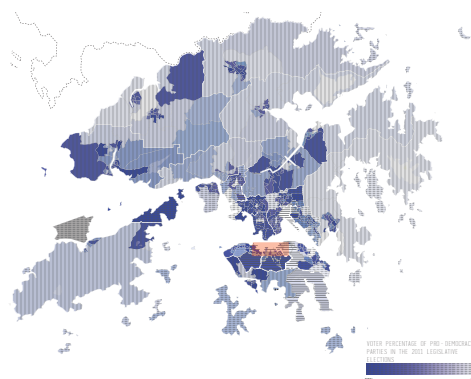 VOTER PERCENTAGE OF PRO-DEMOCRAC
PARTIES IN THE 2011 LEGISLATIVE
ELECTIONS